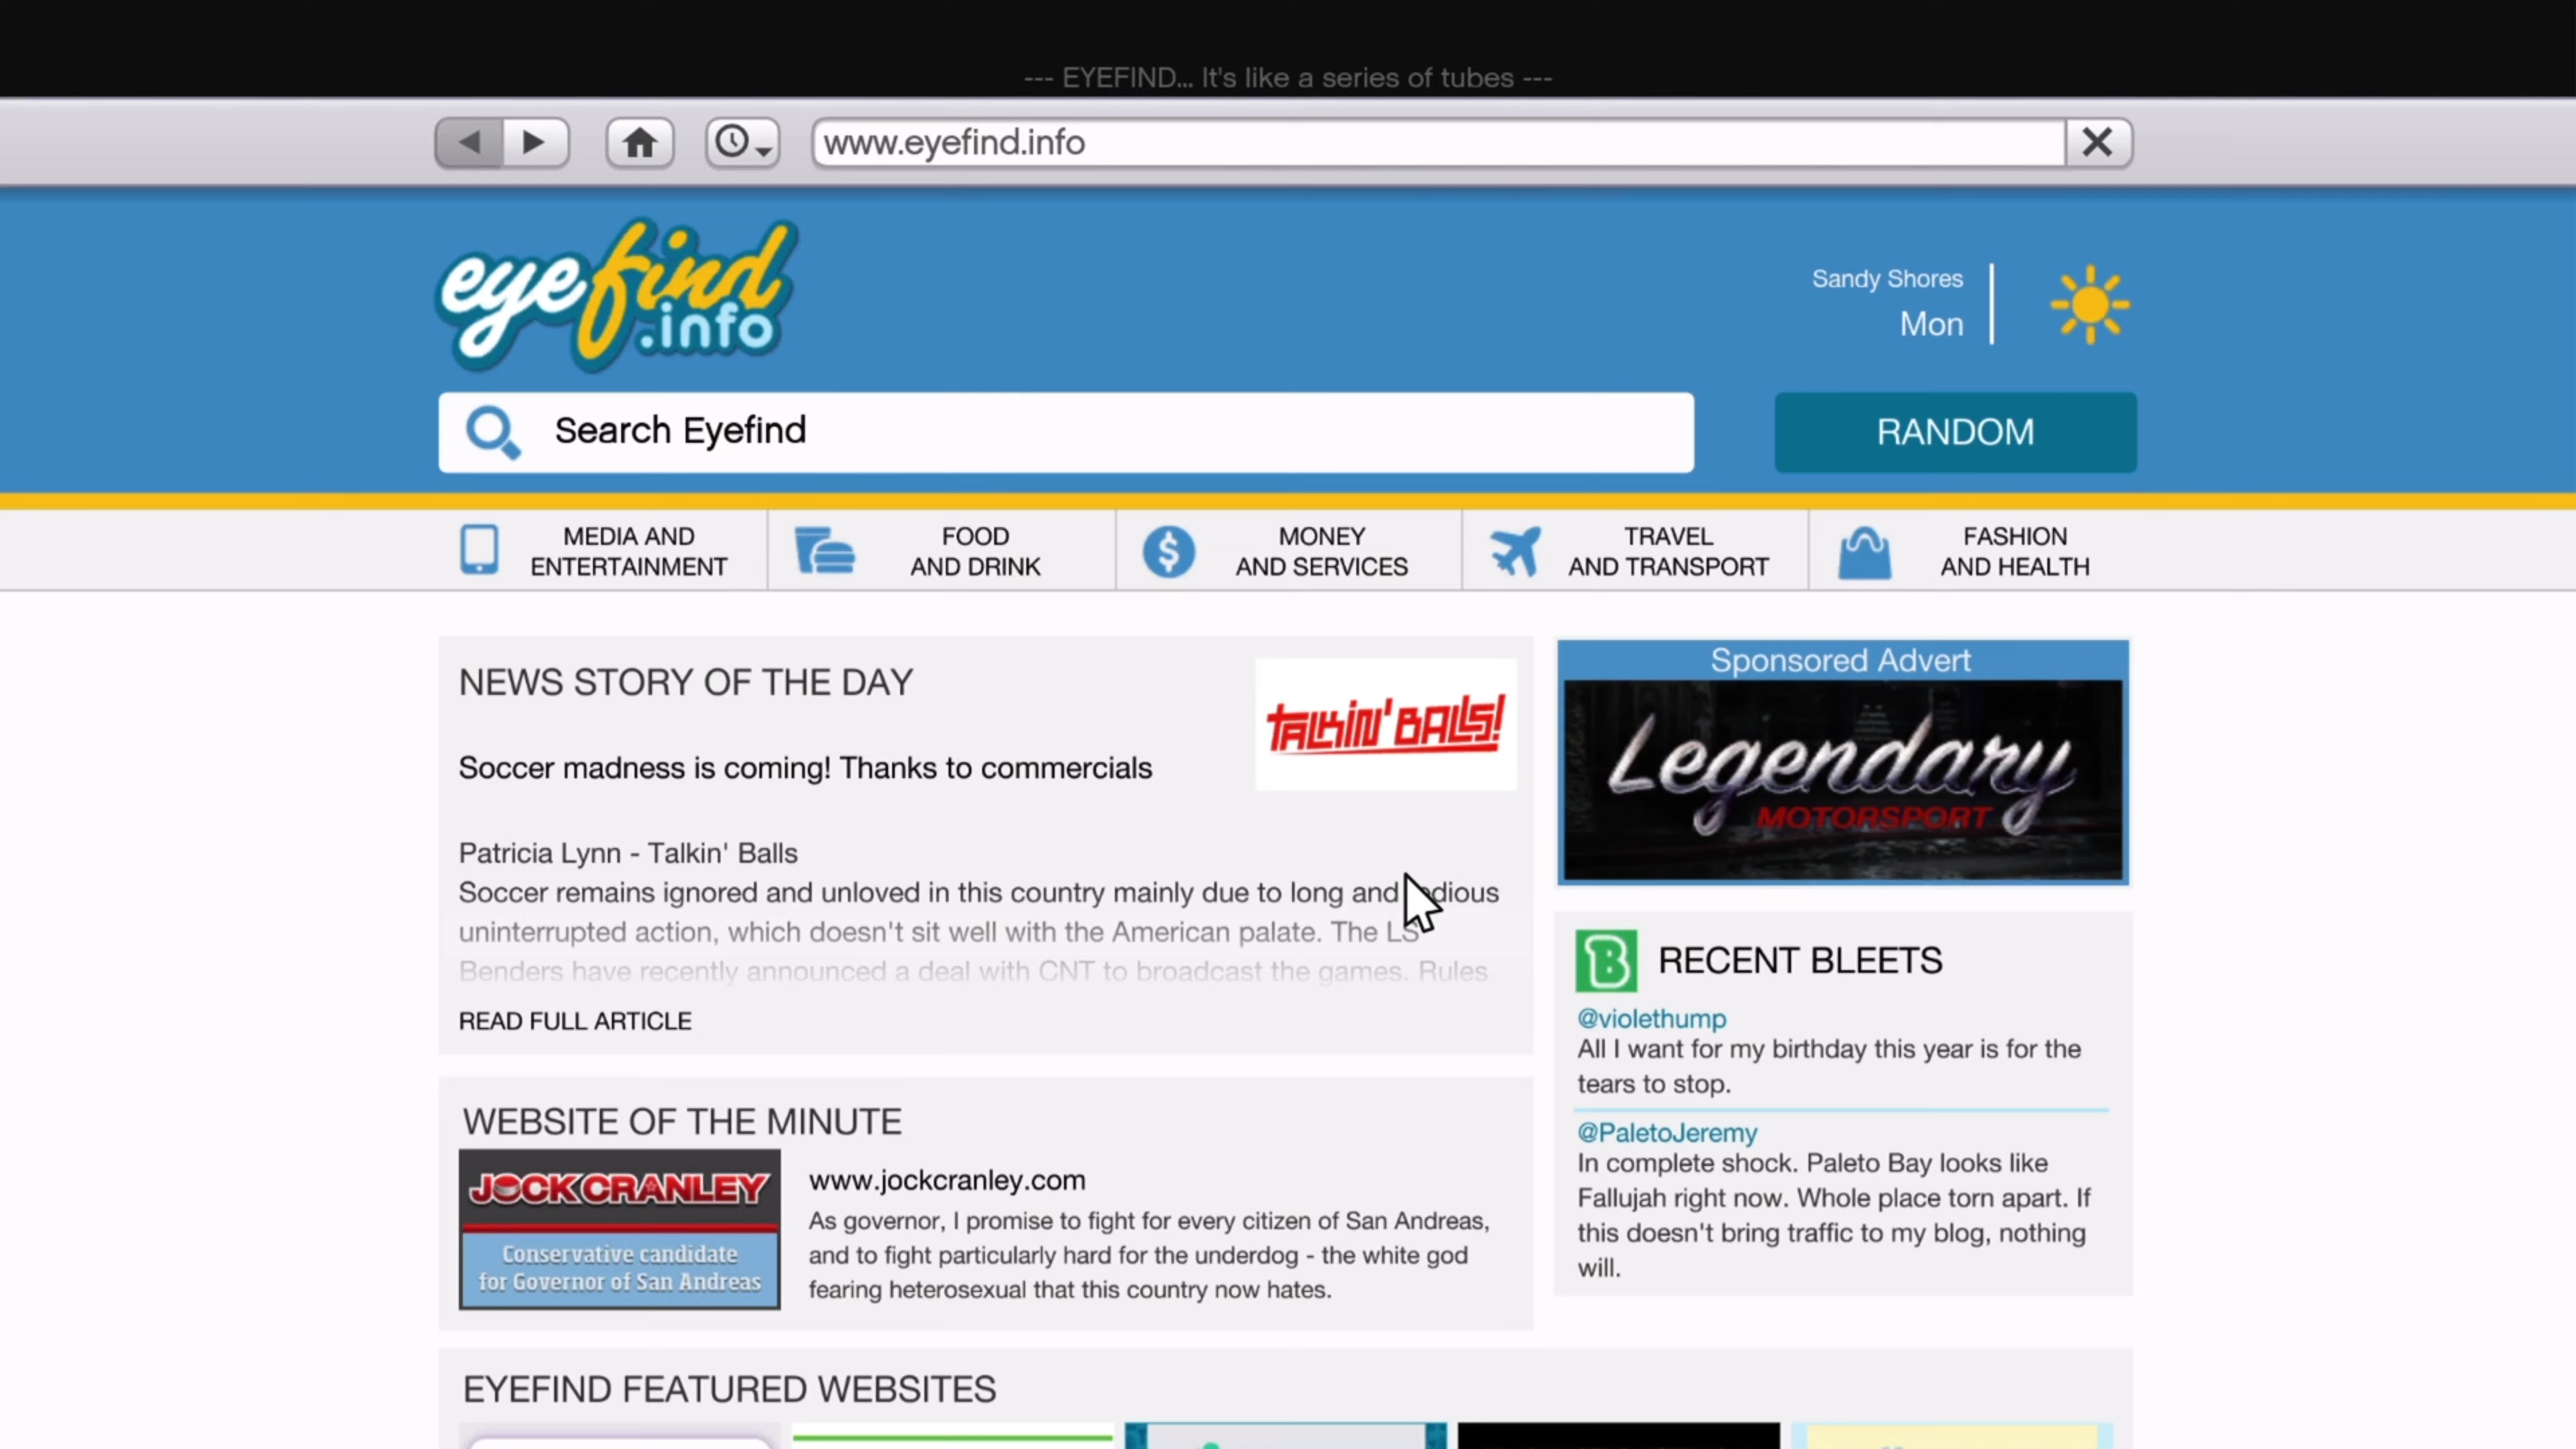 --- EYEFIND... It's like a series of tubes ---
www.eyefind.info
eyefind
.info
Sandy Shores
Mon
Search Eyefind
RANDOM
MEDIA AND
ENTERTAINMENT
FOOD
AND DRINK
MONEY
AND SERVICES
TRAVEL
AND TRANSPORT
FASHION
AND HEALTH
NEWS STORY OF THE DAY
TALKIN' BALLS!
Soccer madness is coming! Thanks to commercials
Patricia Lynn - Talkin' Balls
Soccer remains ignored and unloved in this country mainly due to long and
uninterrupted action, which doesn't sit well with the American palate. The LS
Benders have recently announced a deal with CNT to broadcast the games. Rules
READ FULL ARTICLE
Sponsored Advert
Legendary
MOTORSPORT
B RECENT BLEETS
@violethump
All I want for my birthday this year is for the
tears to stop.
@PaletoJeremy
In complete shock. Paleto Bay looks like
Fallujah right now. Whole place torn apart. If
this doesn't bring traffic to my blog, nothing
will.
WEBSITE OF THE MINUTE
JOCK CRANLEY
Conservative candidate
for Governor of San Andreas
www.jockcranley.com
As governor, I promise to fight for every citizen of San Andreas,
and to fight particularly hard for the underdog - the white god
fearing heterosexual that this country now hates.
EYEFIND FEATURED WEBSITES